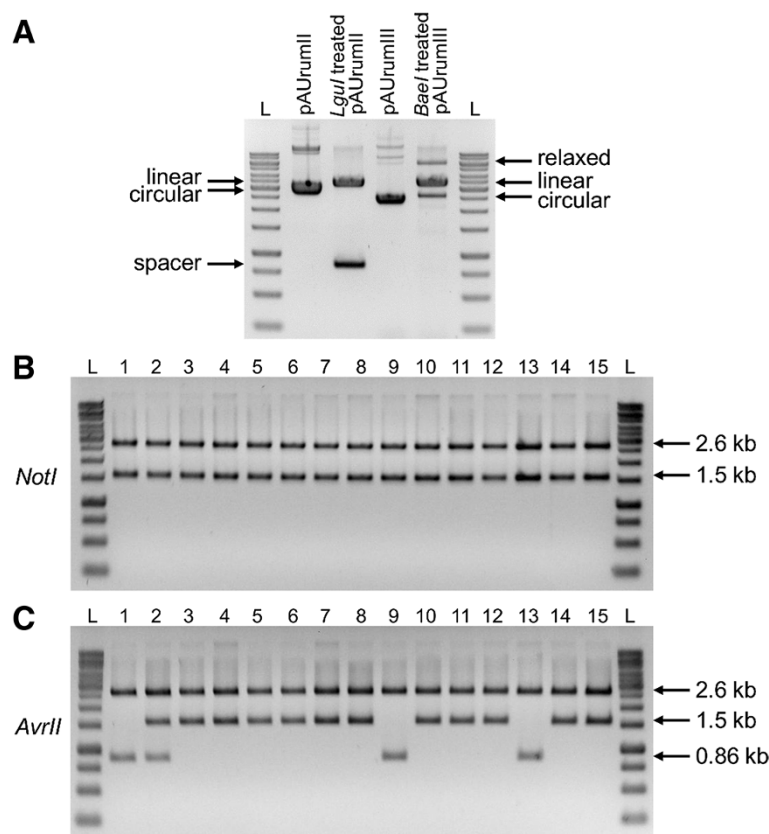 A
L
pAUrumII
LguI treated
pAUrumII
pAUrumIII
BaeI treated
pAUrumIII
L
linear
circular
spacer
relaxed
linear
circular
B
L 1 2 3 4 5 6 7 8 9 10 11 12 13 14 15 L
NotI
2.6 kb
1.5 kb
C
L 1 2 3 4 5 6 7 8 9 10 11 12 13 14 15 L
AvrII
2.6 kb
1.5 kb
0.86 kb